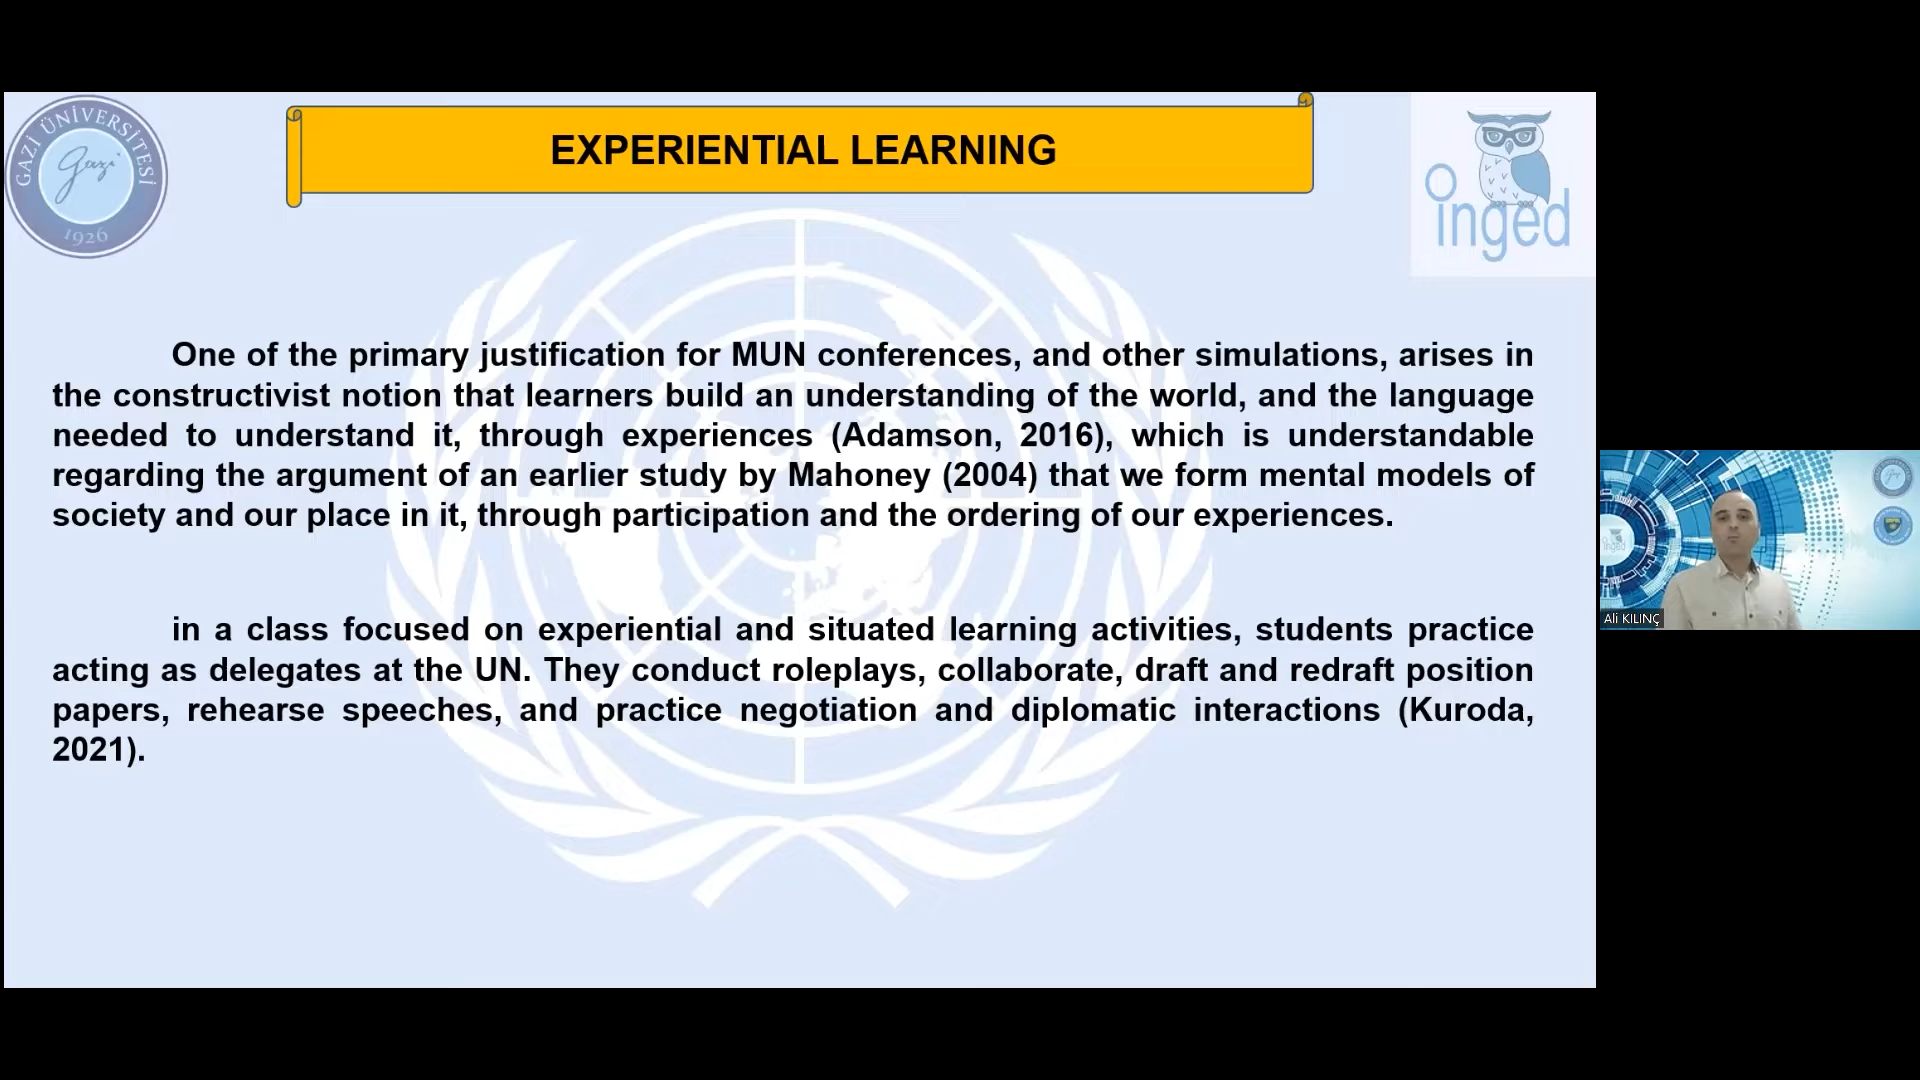 GAZİ ÜNİVERSİTESİ
Gazi
1926
EXPERIENTIAL LEARNING
inged
One of the primary justification for MUN conferences, and other simulations, arises in
the constructivist notion that learners build an understanding of the world, and the language
needed to understand it, through experiences (Adamson, 2016), which is understandable
regarding the argument of an earlier study by Mahoney (2004) that we form mental models of
society and our place in it, through participation and the ordering of our experiences.
in a class focused on experiential and situated learning activities, students practice
acting as delegates at the UN. They conduct roleplays, collaborate, draft and redraft position
papers, rehearse speeches, and practice negotiation and diplomatic interactions (Kuroda,
2021).
inged
Ali KILINÇ